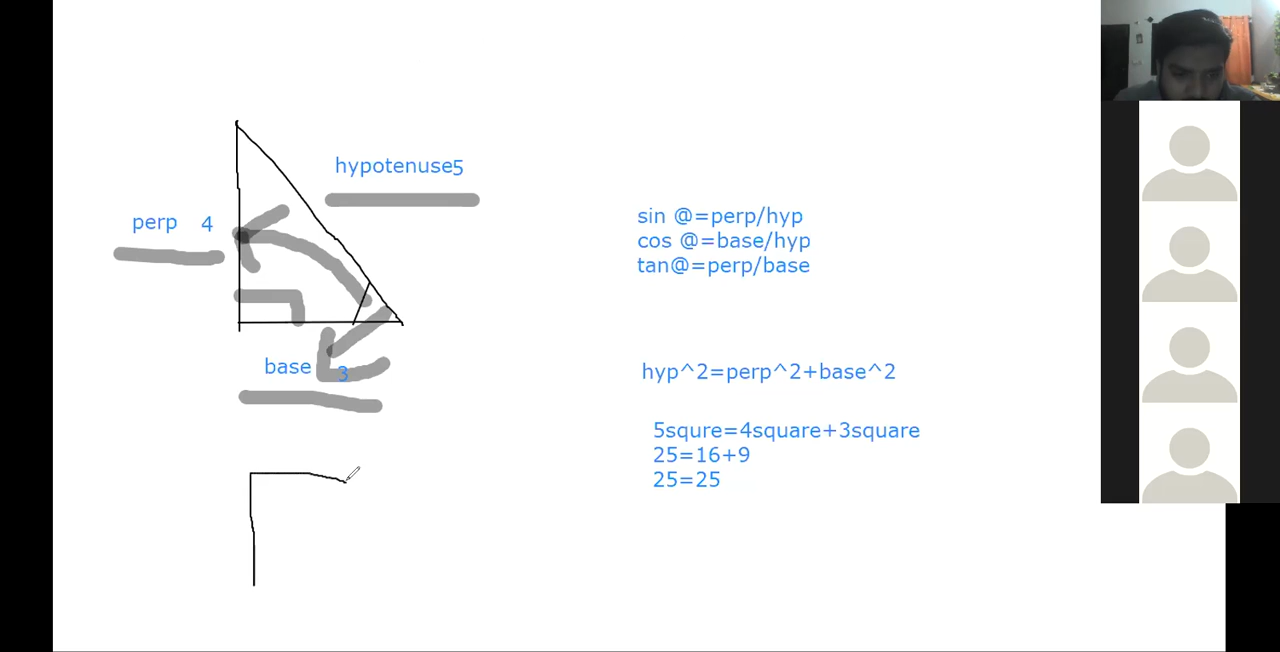 hypotenuse5
perp 4
base 3
sin @=perp/hyp
cos @=base/hyp
tan@=perp/base
hyp^2=perp^2+base^2
5squre=4square+3square
25=16+9
25=25